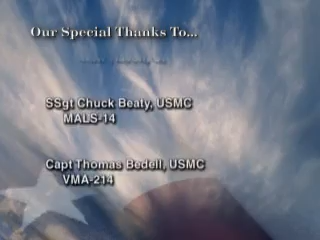 Our Special Thanks To...
SSgt Chuck Beaty, USMC
MALS-14
Capt Thomas Bedell, USMC
VMA-214